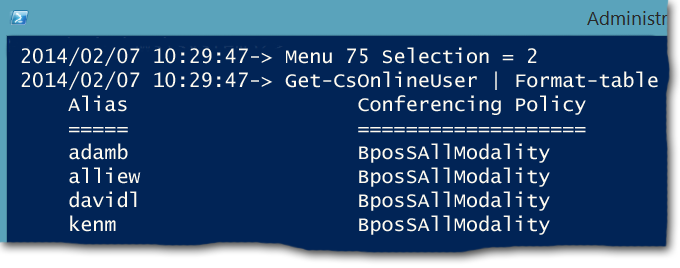 Administr
2014/02/07 10:29:47-> Menu 75 Selection = 2
2014/02/07 10:29:47-> Get-CsOnlineUser | Format-table
Alias Conferencing Policy
===== ===================
adamb BposSAllModality
alliew BposSAllModality
davidl BposSAllModality
kenm BposSAllModality